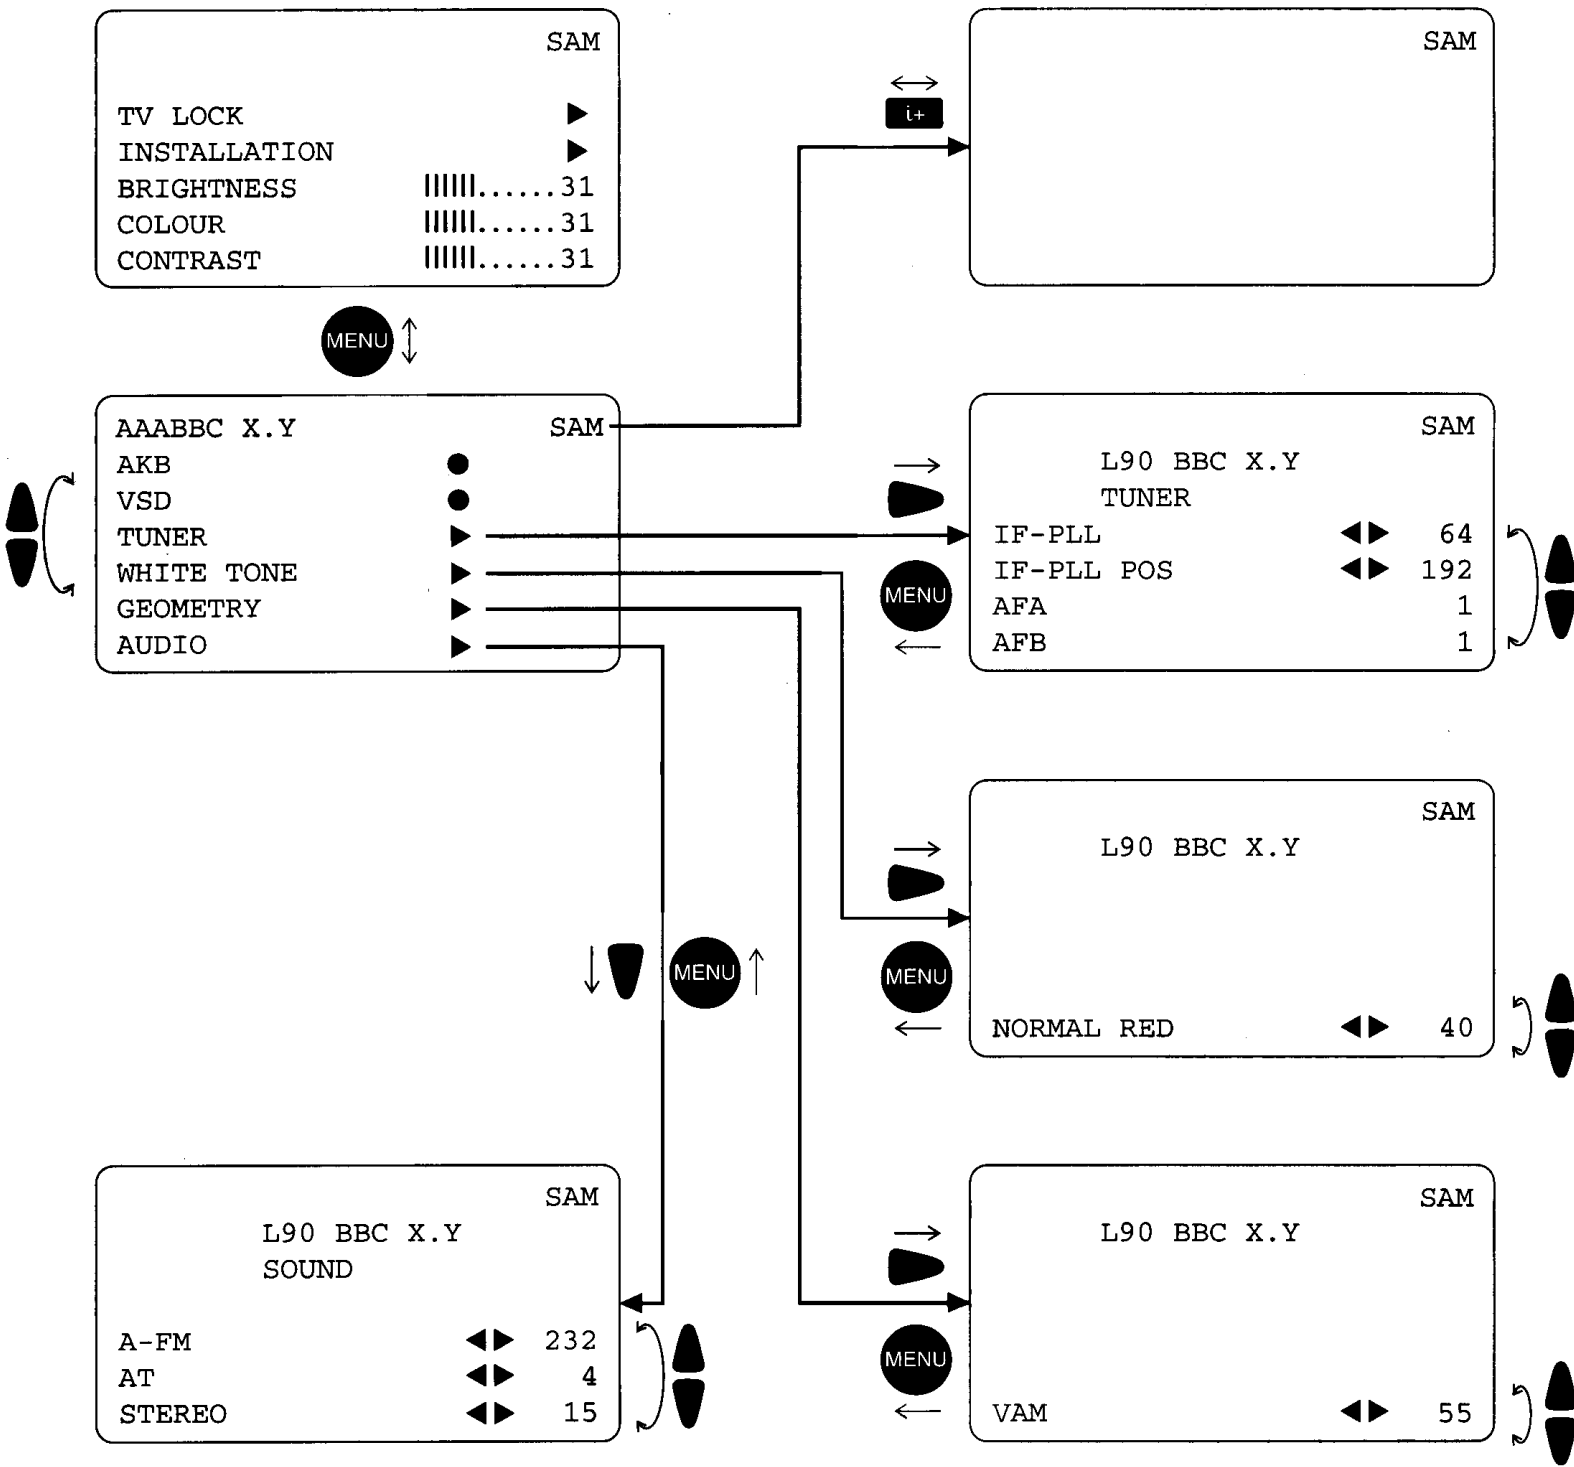 SAM
TV LOCK
INSTALLATION
BRIGHTNESS ||||||......31
COLOUR ||||||......31
CONTRAST ||||||......31
MENU
i+
SAM
AAABBC X.Y SAM
AKB
VSD
TUNER
WHITE TONE
GEOMETRY
AUDIO
MENU
SAM
L90 BBC X.Y
TUNER
IF-PLL 64
IF-PLL POS 192
AFA 1
AFB 1
MENU
SAM
L90 BBC X.Y
NORMAL RED 40
MENU
SAM
L90 BBC X.Y
SOUND
A-FM 232
AT 4
STEREO 15
MENU
SAM
L90 BBC X.Y
VAM 55